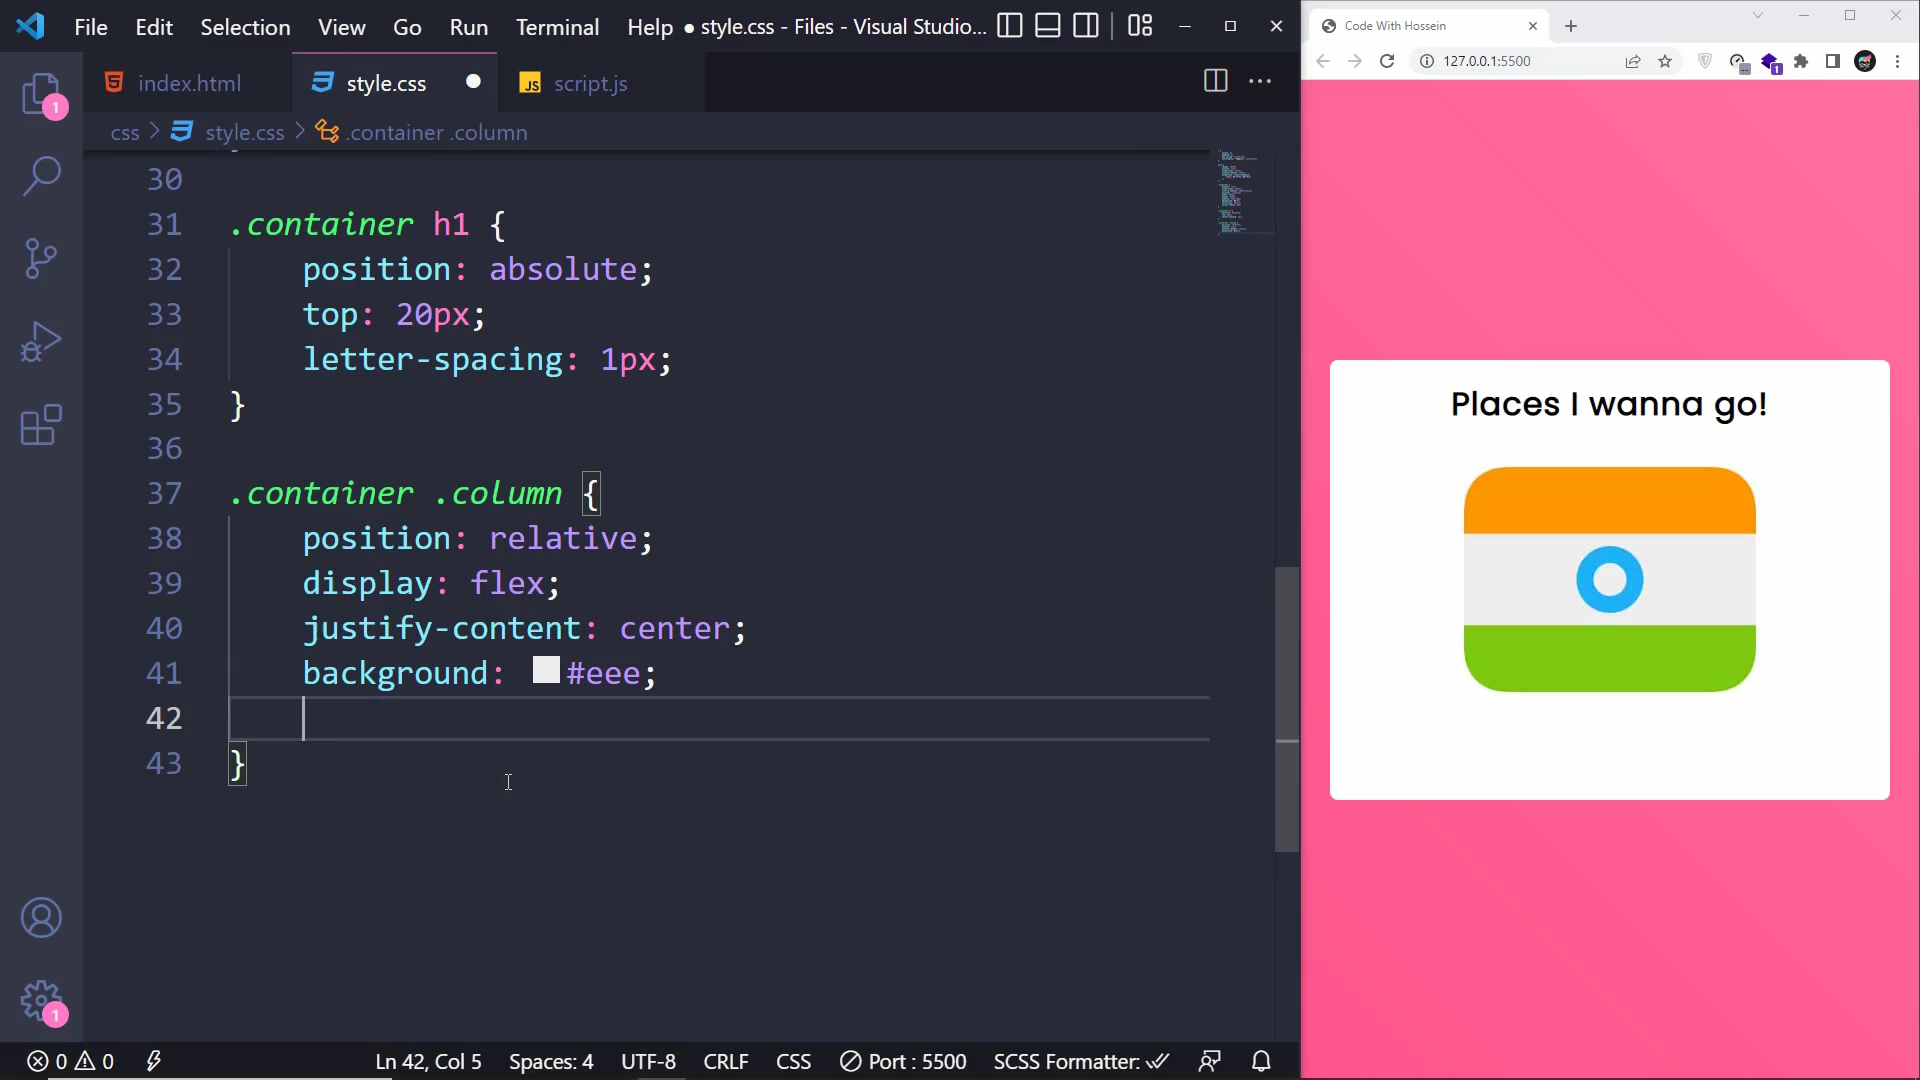 File Edit Selection View Go Run Terminal Help ● style.css - Files - Visual Studio...
index.html style.css script.js
css > style.css > .container .column
30
31 .container h1 {
32 position: absolute;
33 top: 20px;
34 letter-spacing: 1px;
35 }
36
37 .container .column {
38 position: relative;
39 display: flex;
40 justify-content: center;
41 background: #eee;
42
43 }
1
1
0 0 Ln 42, Col 5 Spaces: 4 UTF-8 CRLF CSS Port : 5500 SCSS Formatter:
Code With Hossein
127.0.0.1:5500
1
Places I wanna go!